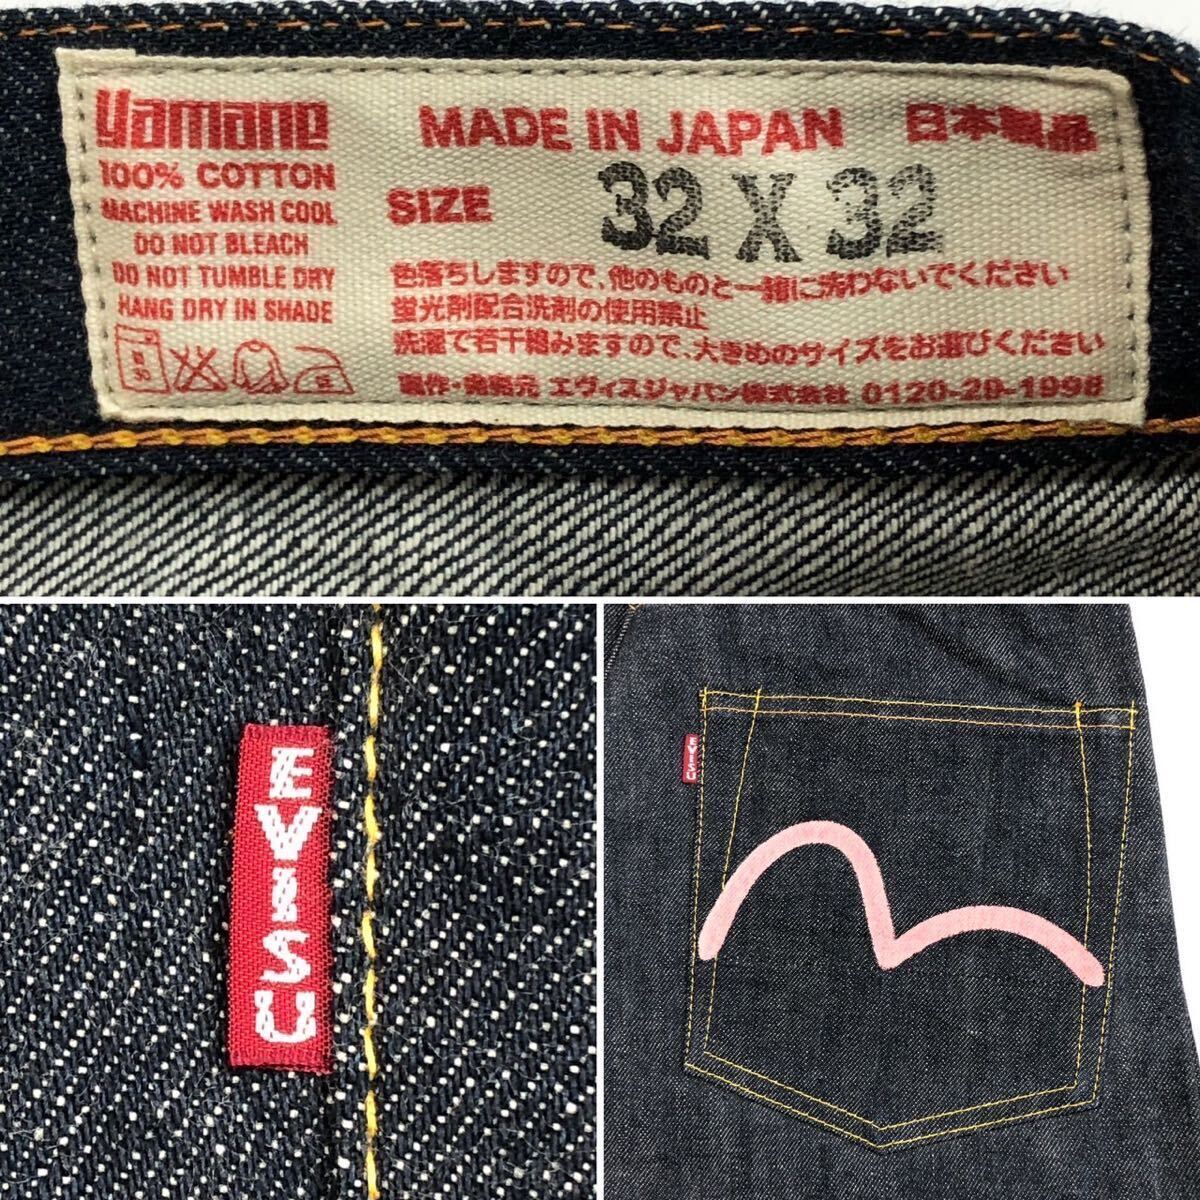 yamane
100% COTTON
MACHINE WASH COOL
DO NOT BLEACH
DO NOT TUMBLE DRY
HANG DRY IN SHADE
MADE IN JAPAN 日本製品
SIZE 32 X 32
色落ちしますので、他のものと一緒に洗わないでください
蛍光剤配合洗剤の使用禁止
洗濯で若干縮みますので、大きめのサイズをお選びください
製作・発売元 エヴィスジャパン株式会社 0120-29-1998
EVISU
EVISU